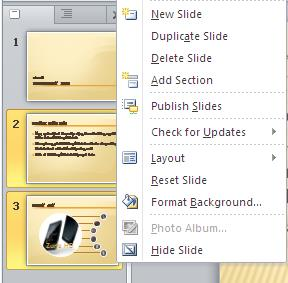 New Slide
Duplicate Slide
Delete Slide
Add Section
Publish Slides
Check for Updates
Layout
Reset Slide
Format Background...
Photo Album...
Hide Slide
1
2
3